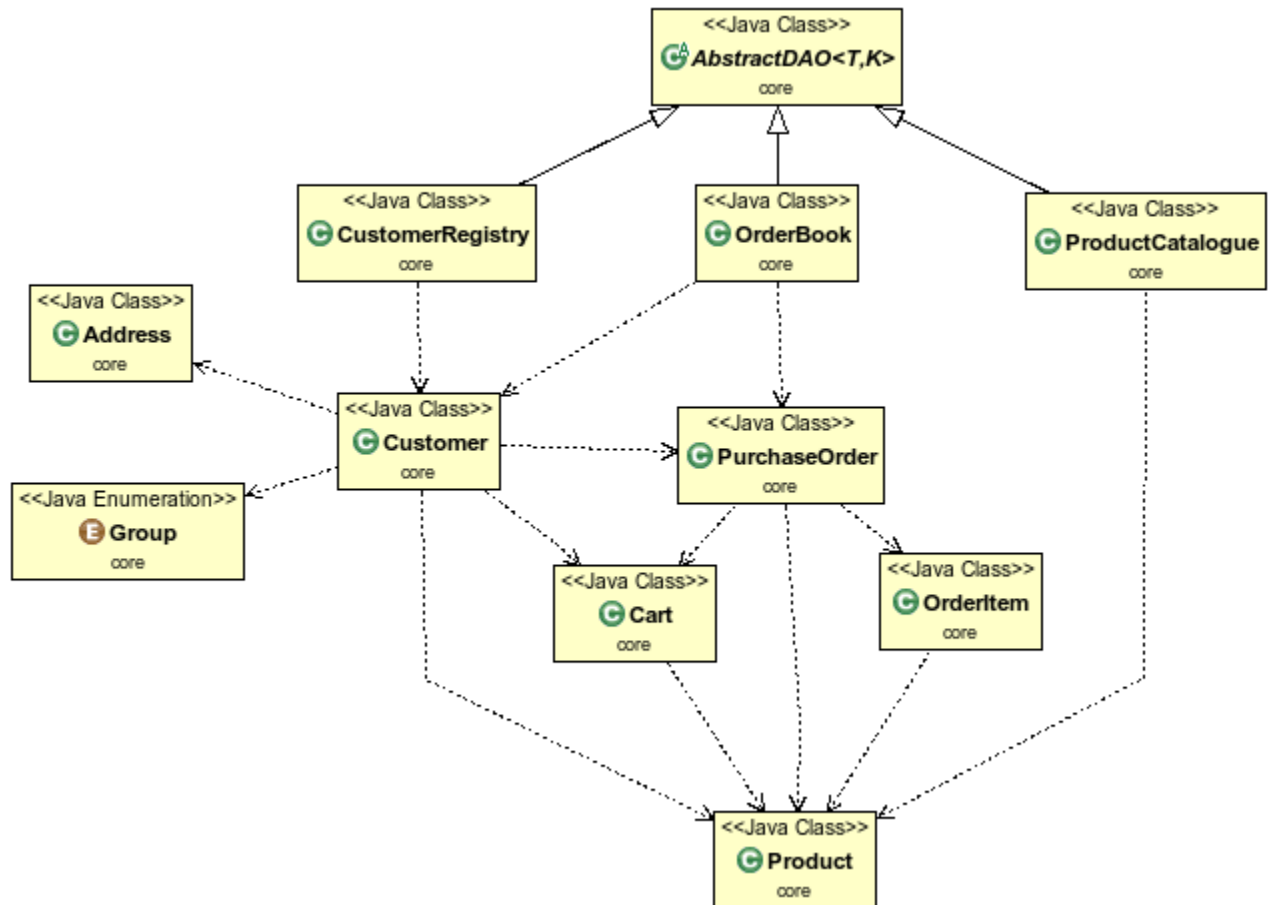 <<Java Class>>
AbstractDAO<T,K>
core
<<Java Class>>
CustomerRegistry
core
<<Java Class>>
OrderBook
core
<<Java Class>>
ProductCatalogue
core
<<Java Class>>
Address
core
<<Java Class>>
Customer
core
<<Java Class>>
PurchaseOrder
core
<<Java Enumeration>>
Group
core
<<Java Class>>
Cart
core
<<Java Class>>
OrderItem
core
<<Java Class>>
Product
core